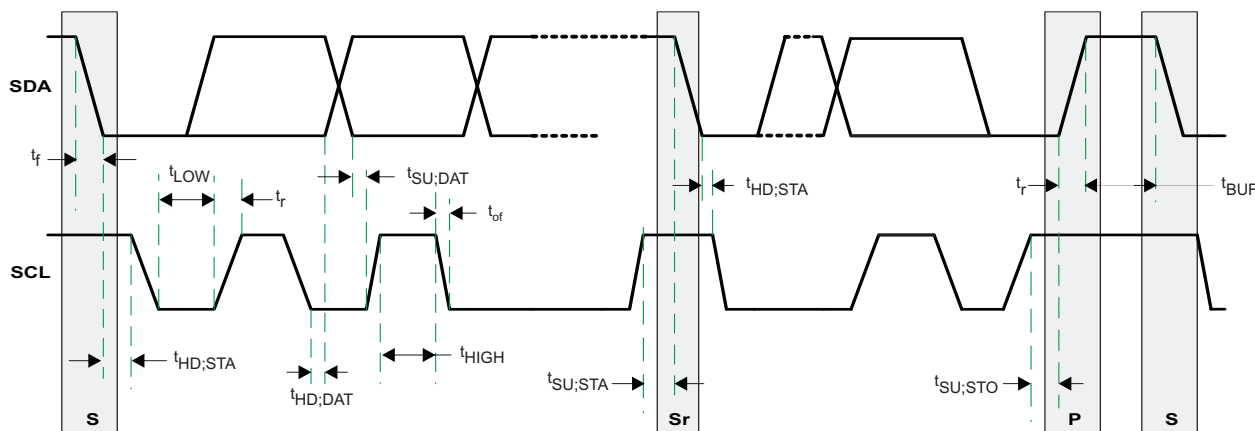 SDA
t_f
t_LOW
t_r
t_SU;DAT
t_of
t_HD;STA
t_r
t_BUF
SCL
t_HD;STA
t_HD;DAT
t_HIGH
t_SU;STA
t_SU;STO
S
Sr
P
S